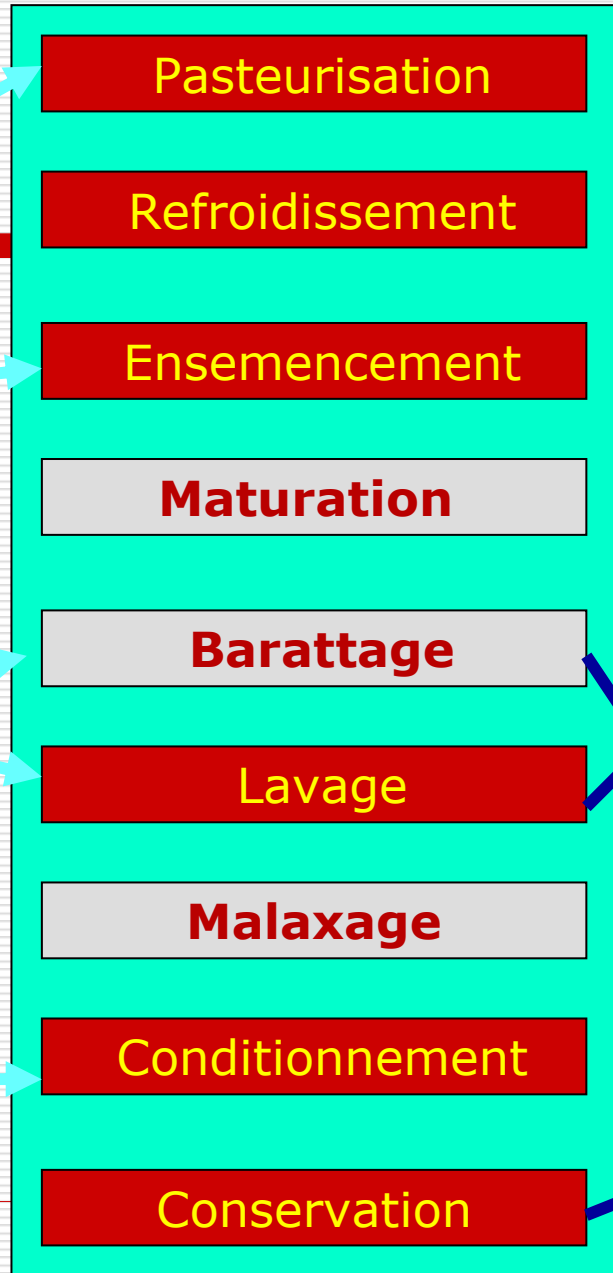 Pasteurisation
Refroidissement
Ensemencement
Maturation
Barattage
Lavage
Malaxage
Conditionnement
Conservation